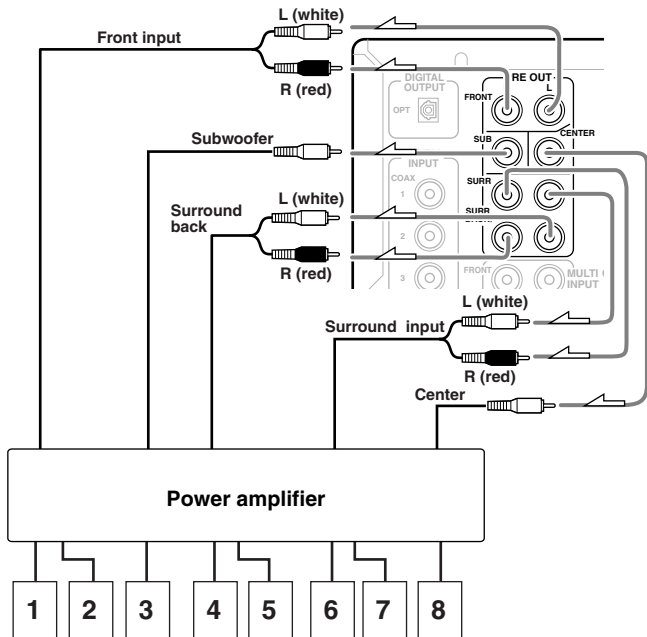 L (white)
Front input
R (red)
DIGITAL
OUTPUT
OPT
RE OUT
L
FRONT
SUB
CENTER
Subwoofer
INPUT
COAX
1
SURR
L (white)
Surround
back
SURR
2
R (red)
FRONT
3
MULTI
INPUT
L (white)
Surround input
R (red)
Center
Power amplifier
1 2 3 4 5 6 7 8